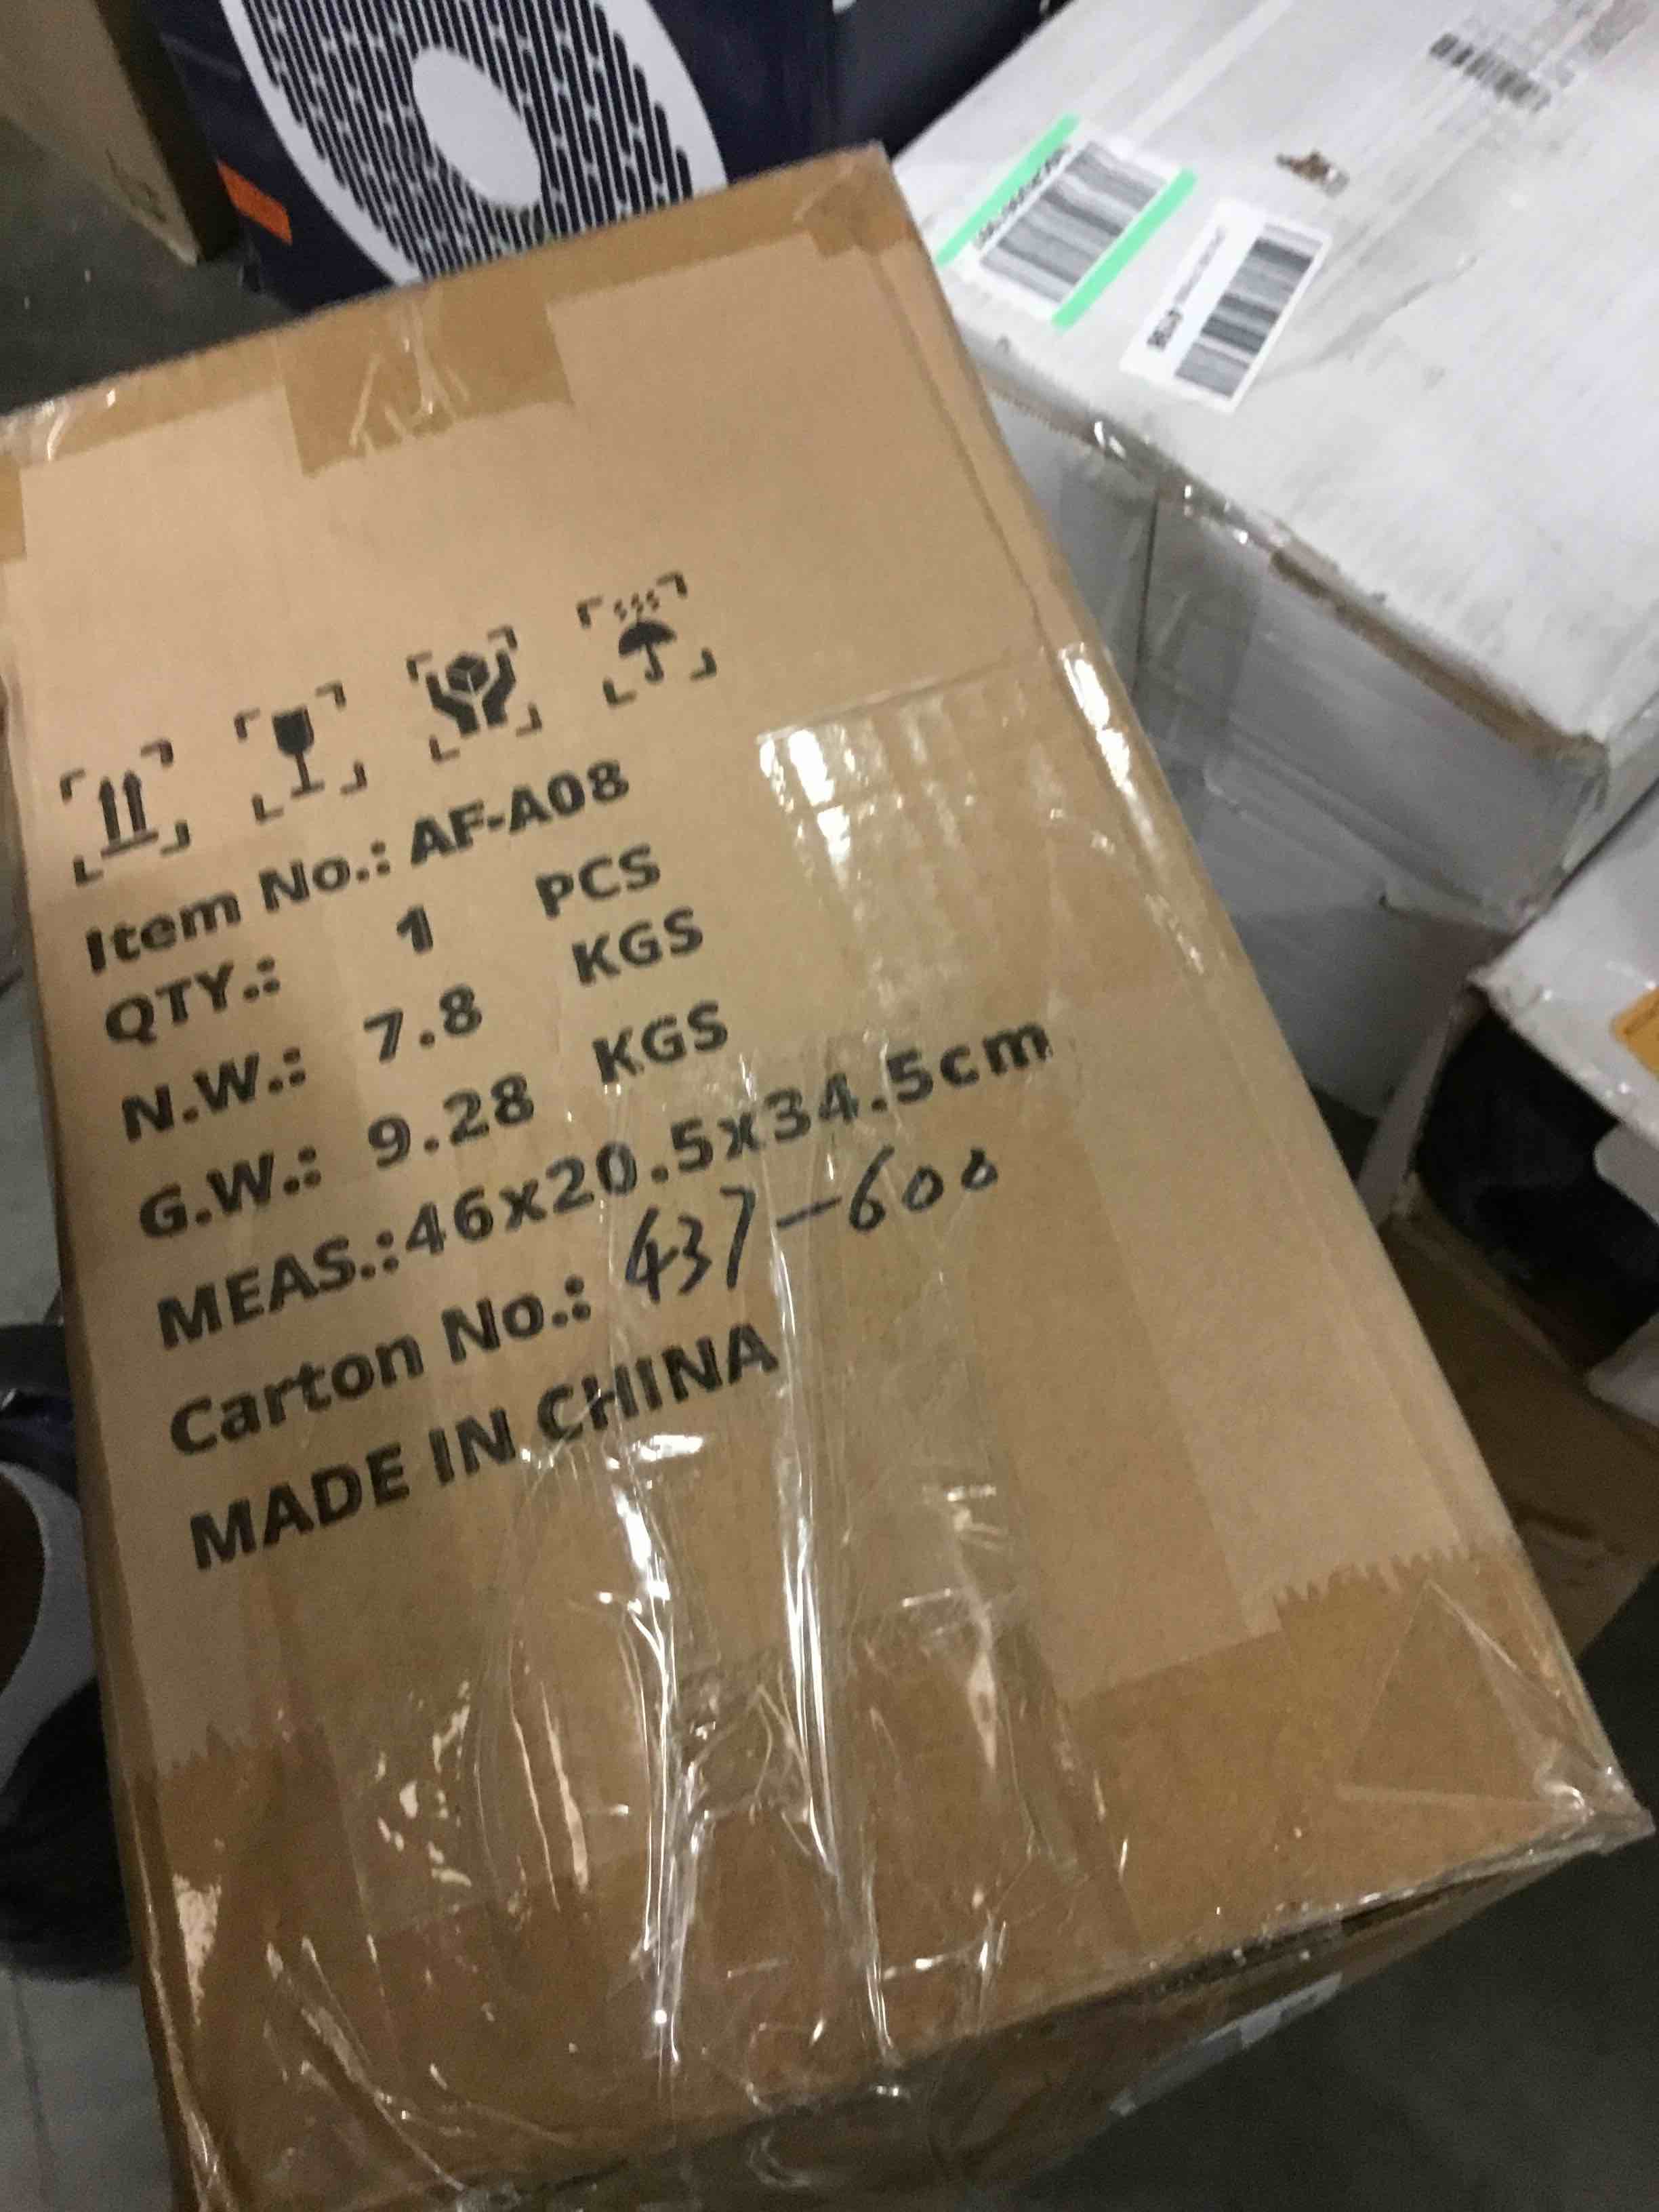 Item No.: AF-A08
QTY.: 1 PCS
N.W.: 7.8 KGS
G.W.: 9.28 KGS
MEAS.:46x20.5x34.5cm
Carton No.: 437-600
MADE IN CHINA